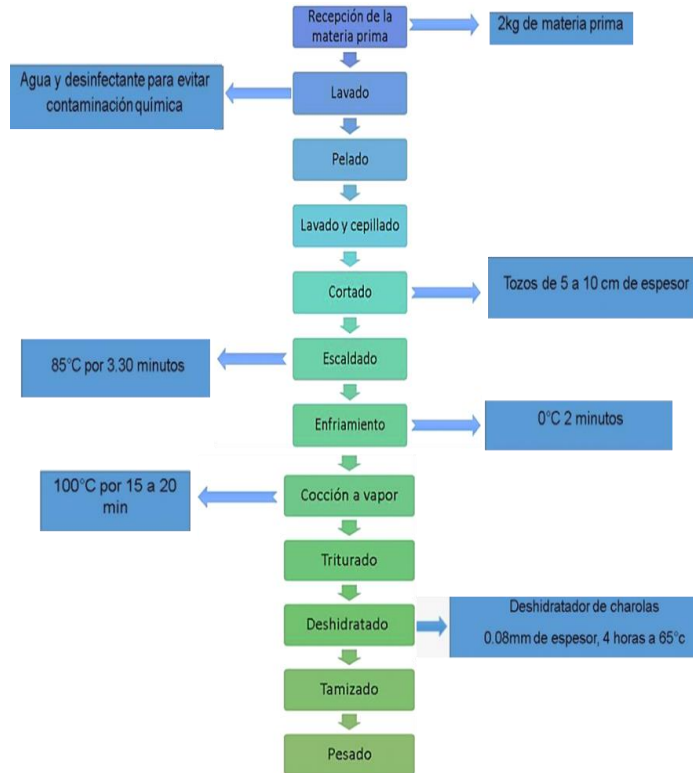 Recepción de la
materia prima
2kg de materia prima
Agua y desinfectante para evitar
contaminación química
Lavado
Pelado
Lavado y cepillado
Cortado
Tozos de 5 a 10 cm de espesor
85°C por 3.30 minutos
Escaldado
Enfriamiento
0°C 2 minutos
100°C por 15 a 20
min
Cocción a vapor
Triturado
Deshidratado
Deshidratador de charolas
0.08mm de espesor, 4 horas a 65°c
Tamizado
Pesado